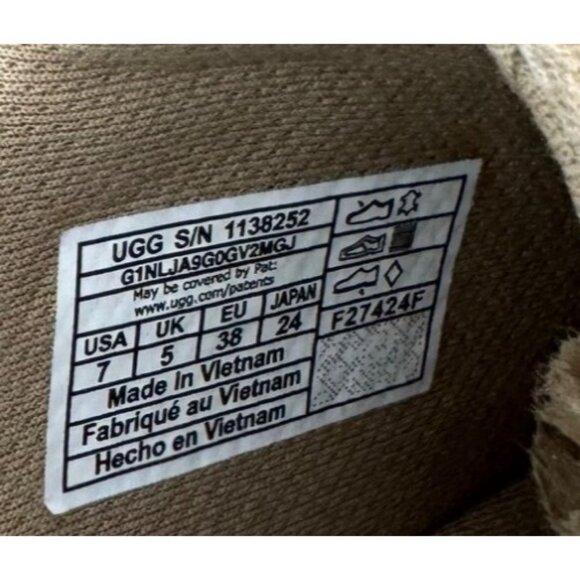 UGG S/N 1138252
G1NLJA9G0GV2MGJ
May be covered by Pat:
www.ugg.com/patents
USA UK EU JAPAN
7 5 38 24
Made in Vietnam
Fabriqué au Vietnam
Hecho en Vietnam
F27424F